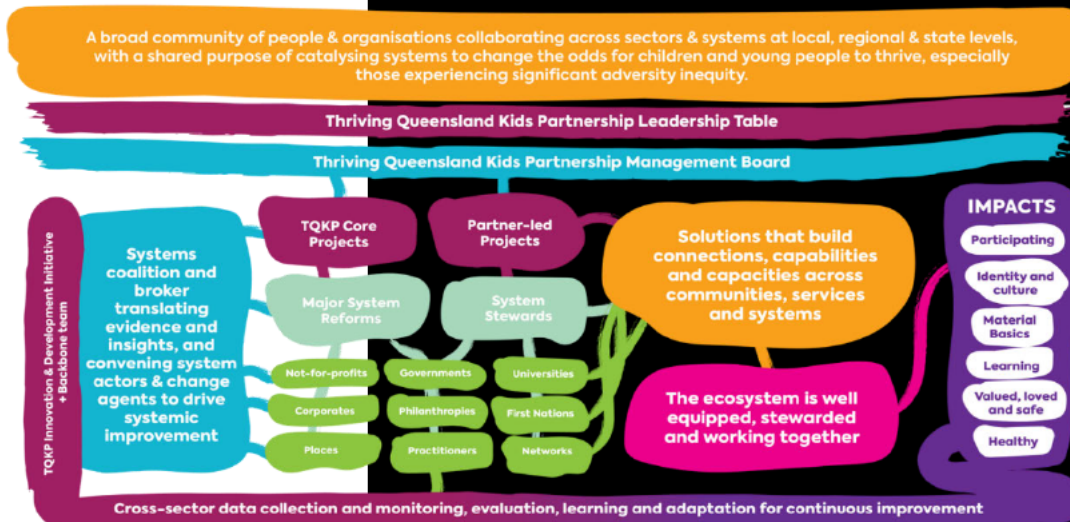 A broad community of people & organisations collaborating across sectors & systems at local, regional & state levels,
with a shared purpose of catalysing systems to change the odds for children and young people to thrive, especially
those experiencing significant adversity inequity.
Thriving Queensland Kids Partnership Leadership Table
Thriving Queensland Kids Partnership Management Board
TQKP Innovation & Development Initiative
+ Backbone team
Systems
coalition and
broker
translating
evidence and
insights, and
convening system
actors & change
agents to drive
systemic
improvement
TQKP Core
Projects
Partner-led
Projects
Major System
Reforms
System
Stewards
Not-for-profits
Governments
Universities
Corporates
Philanthropies
First Nations
Places
Practitioners
Networks
Solutions that build
connections, capabilities
and capacities across
communities, services
and systems
The ecosystem is well
equipped, stewarded
and working together
IMPACTS
Participating
Identity and
culture
Material
Basics
Learning
Valued, loved
and safe
Healthy
Cross-sector data collection and monitoring, evaluation, learning and adaptation for continuous improvement